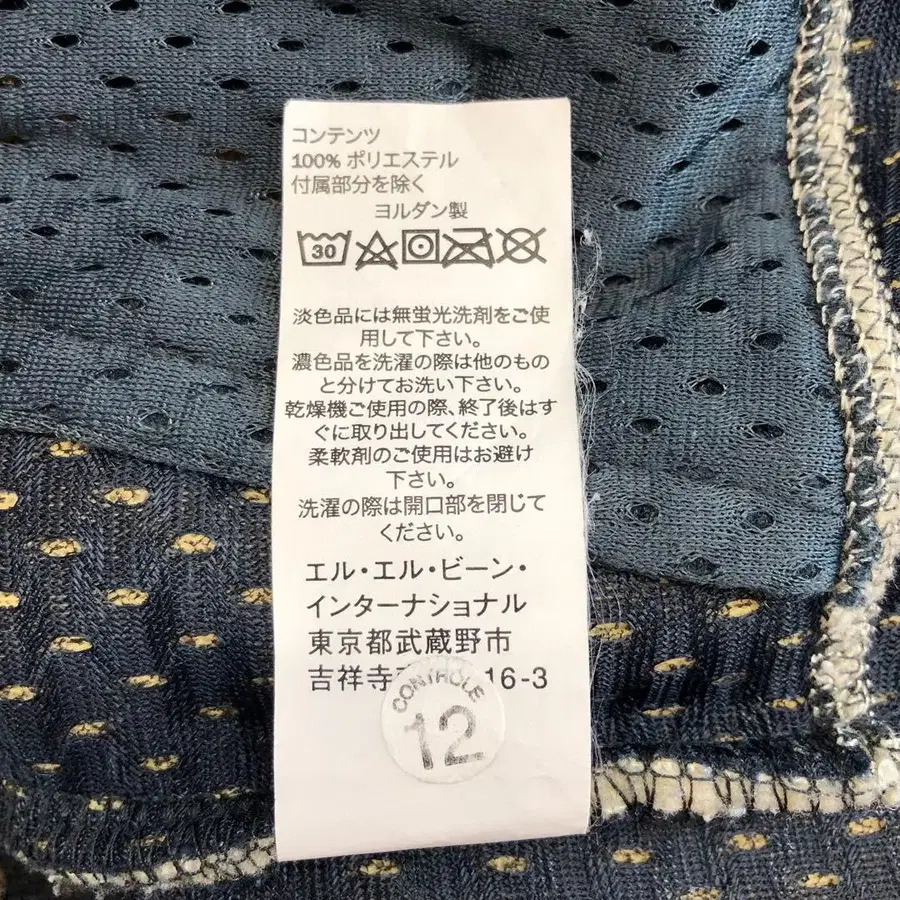 コンテンツ
100% ポリエステル
付属部分を除く
ヨルダン製
30
淡色品には無蛍光洗剤をご使
用して下さい。
濃色品を洗濯の際は他のもの
と分けてお洗い下さい。
乾燥機ご使用の際、終了後はす
ぐに取り出してください。
柔軟剤のご使用はお避け
下さい。
洗濯の際は開口部を閉じて
ください。
エル・エル・ビーン・
インターナショナル
東京都武蔵野市
吉祥寺 16-3
CONTROLE
12